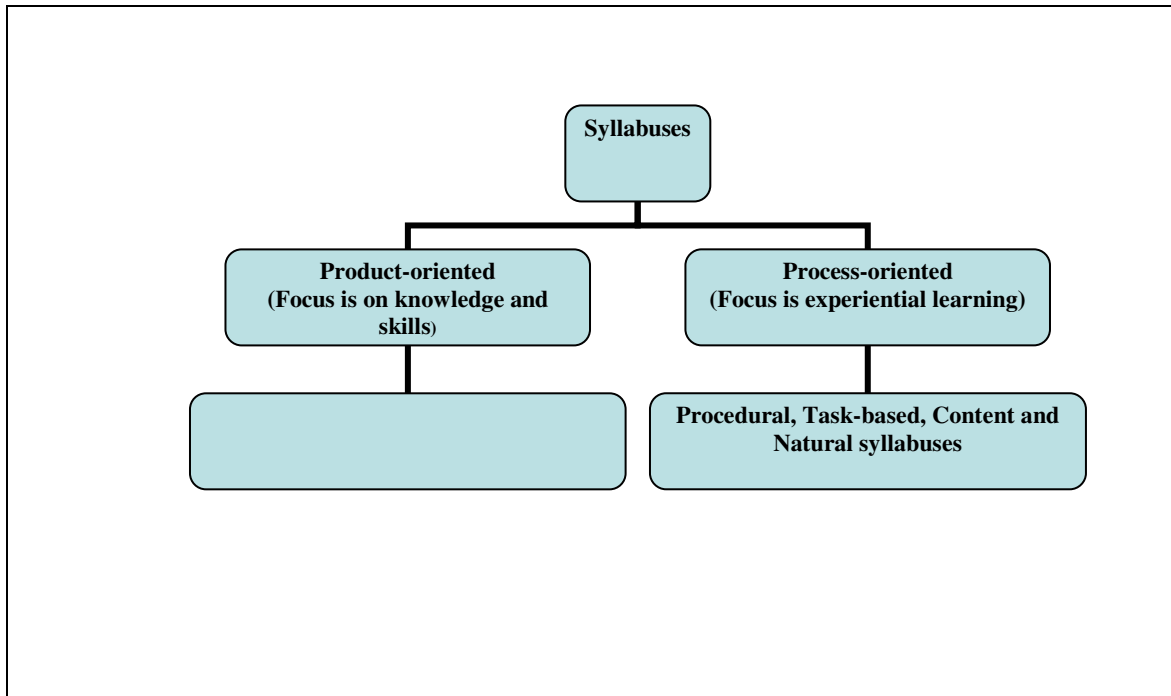 Syllabuses
Product-oriented
(Focus is on knowledge and
skills)
Process-oriented
(Focus is experiential learning)
Procedural, Task-based, Content and
Natural syllabuses